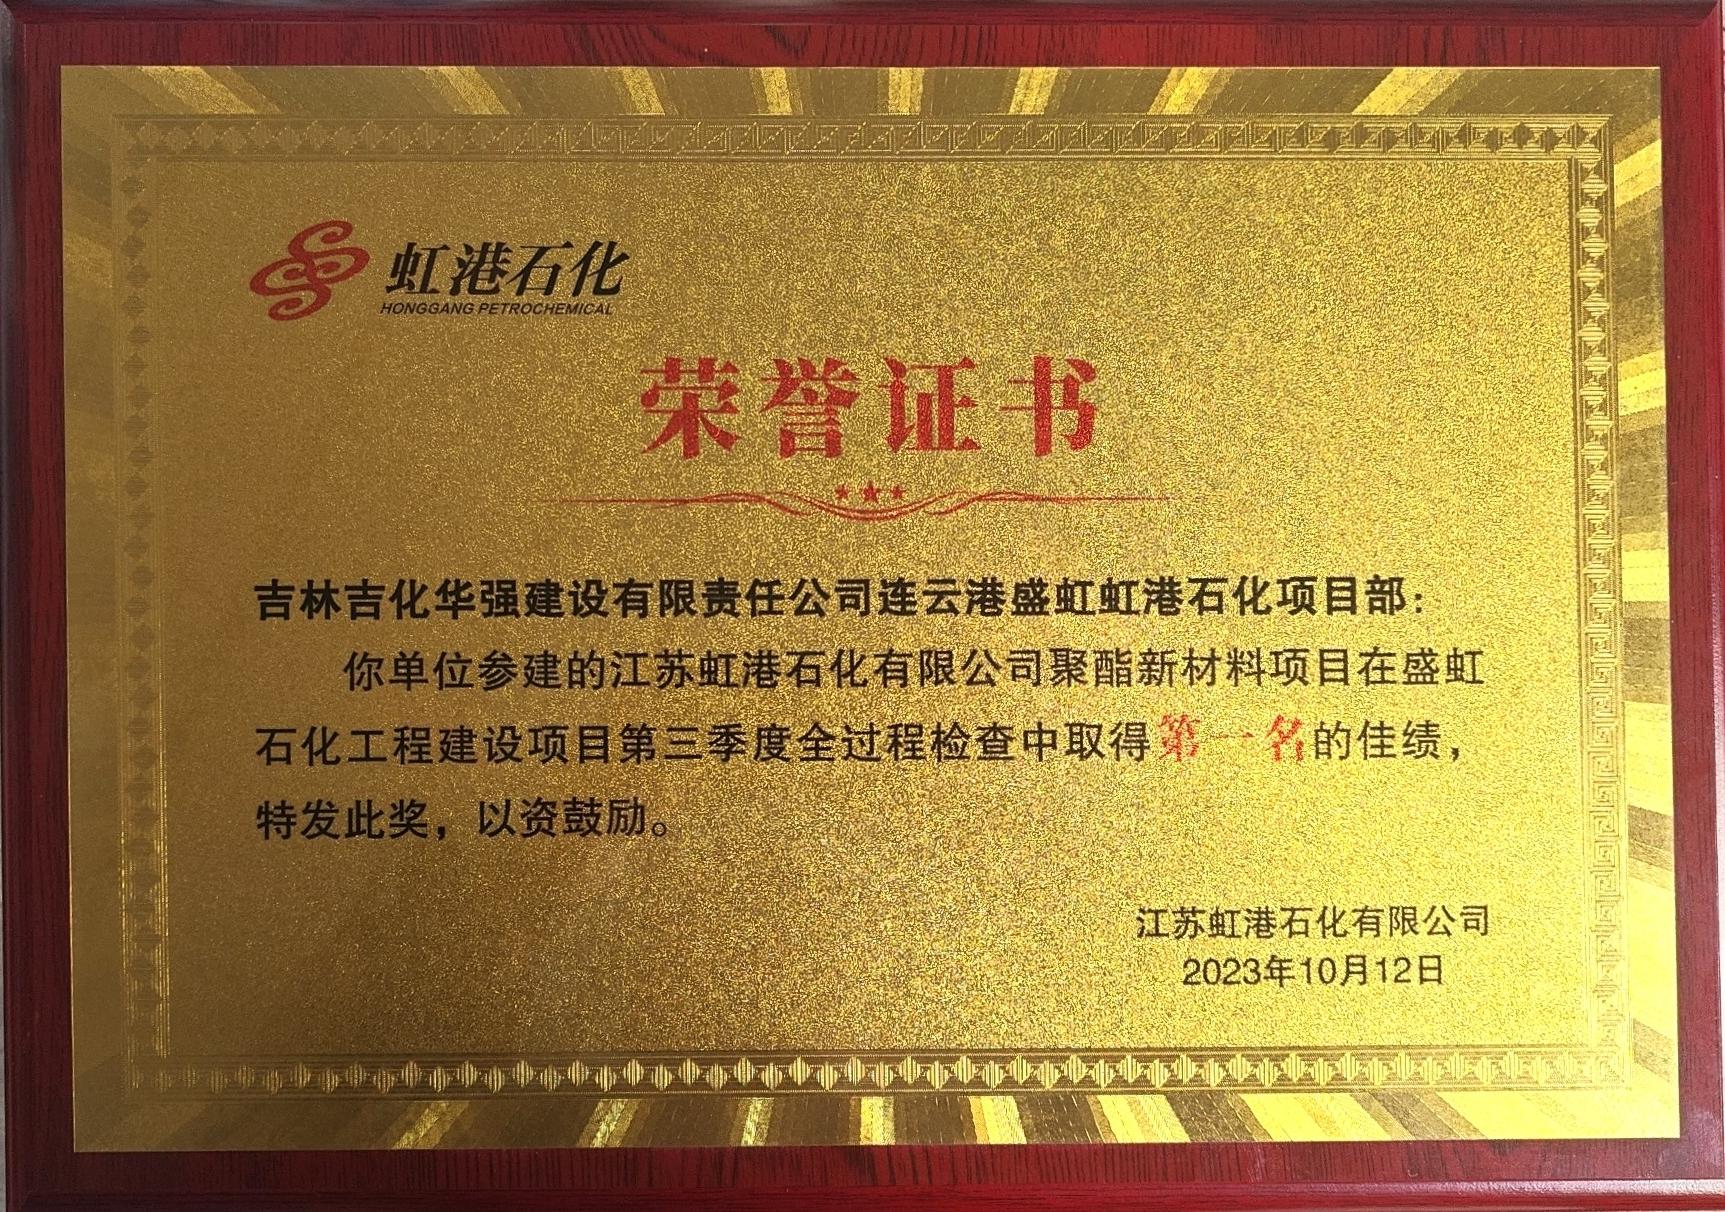 虹港石化
HONGGANG PETROCHEMICAL
荣誉证书
吉林吉化华强建设有限责任公司连云港盛虹虹港石化项目部：
你单位参建的江苏虹港石化有限公司聚酯新材料项目在盛虹
石化工程建设项目第三季度全过程检查中取得第一名的佳绩，
特发此奖，以资鼓励。
江苏虹港石化有限公司
2023年10月12日